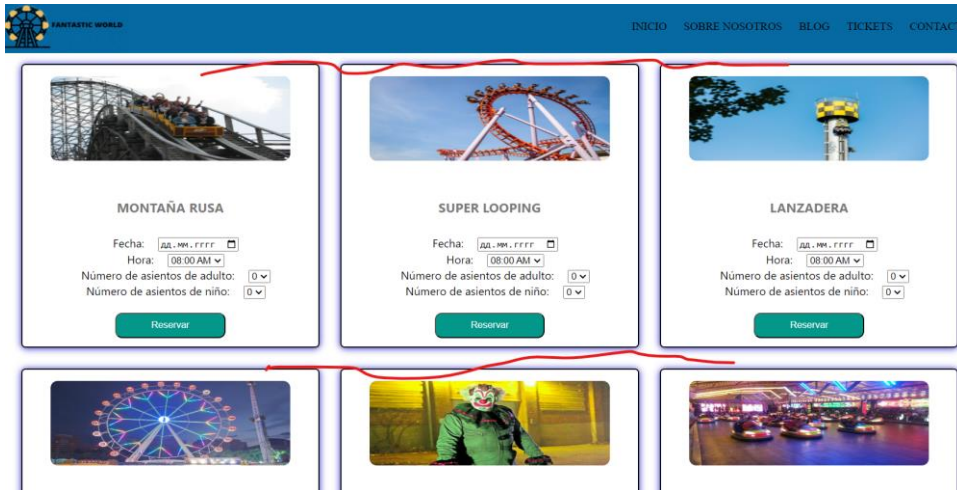 FANTASTIC WORLD
INICIO SOBRE NOSOTROS BLOG TICKETS CONTAC
MONTAÑA RUSA
Fecha: дд.мм.гггг
Hora: 08:00 AM
Número de asientos de adulto: 0
Número de asientos de niño: 0
Reservar
SUPER LOOPING
Fecha: дд.мм.гггг
Hora: 08:00 AM
Número de asientos de adulto: 0
Número de asientos de niño: 0
Reservar
LANZADERA
Fecha: дд.мм.гггг
Hora: 08:00 AM
Número de asientos de adulto: 0
Número de asientos de niño: 0
Reservar